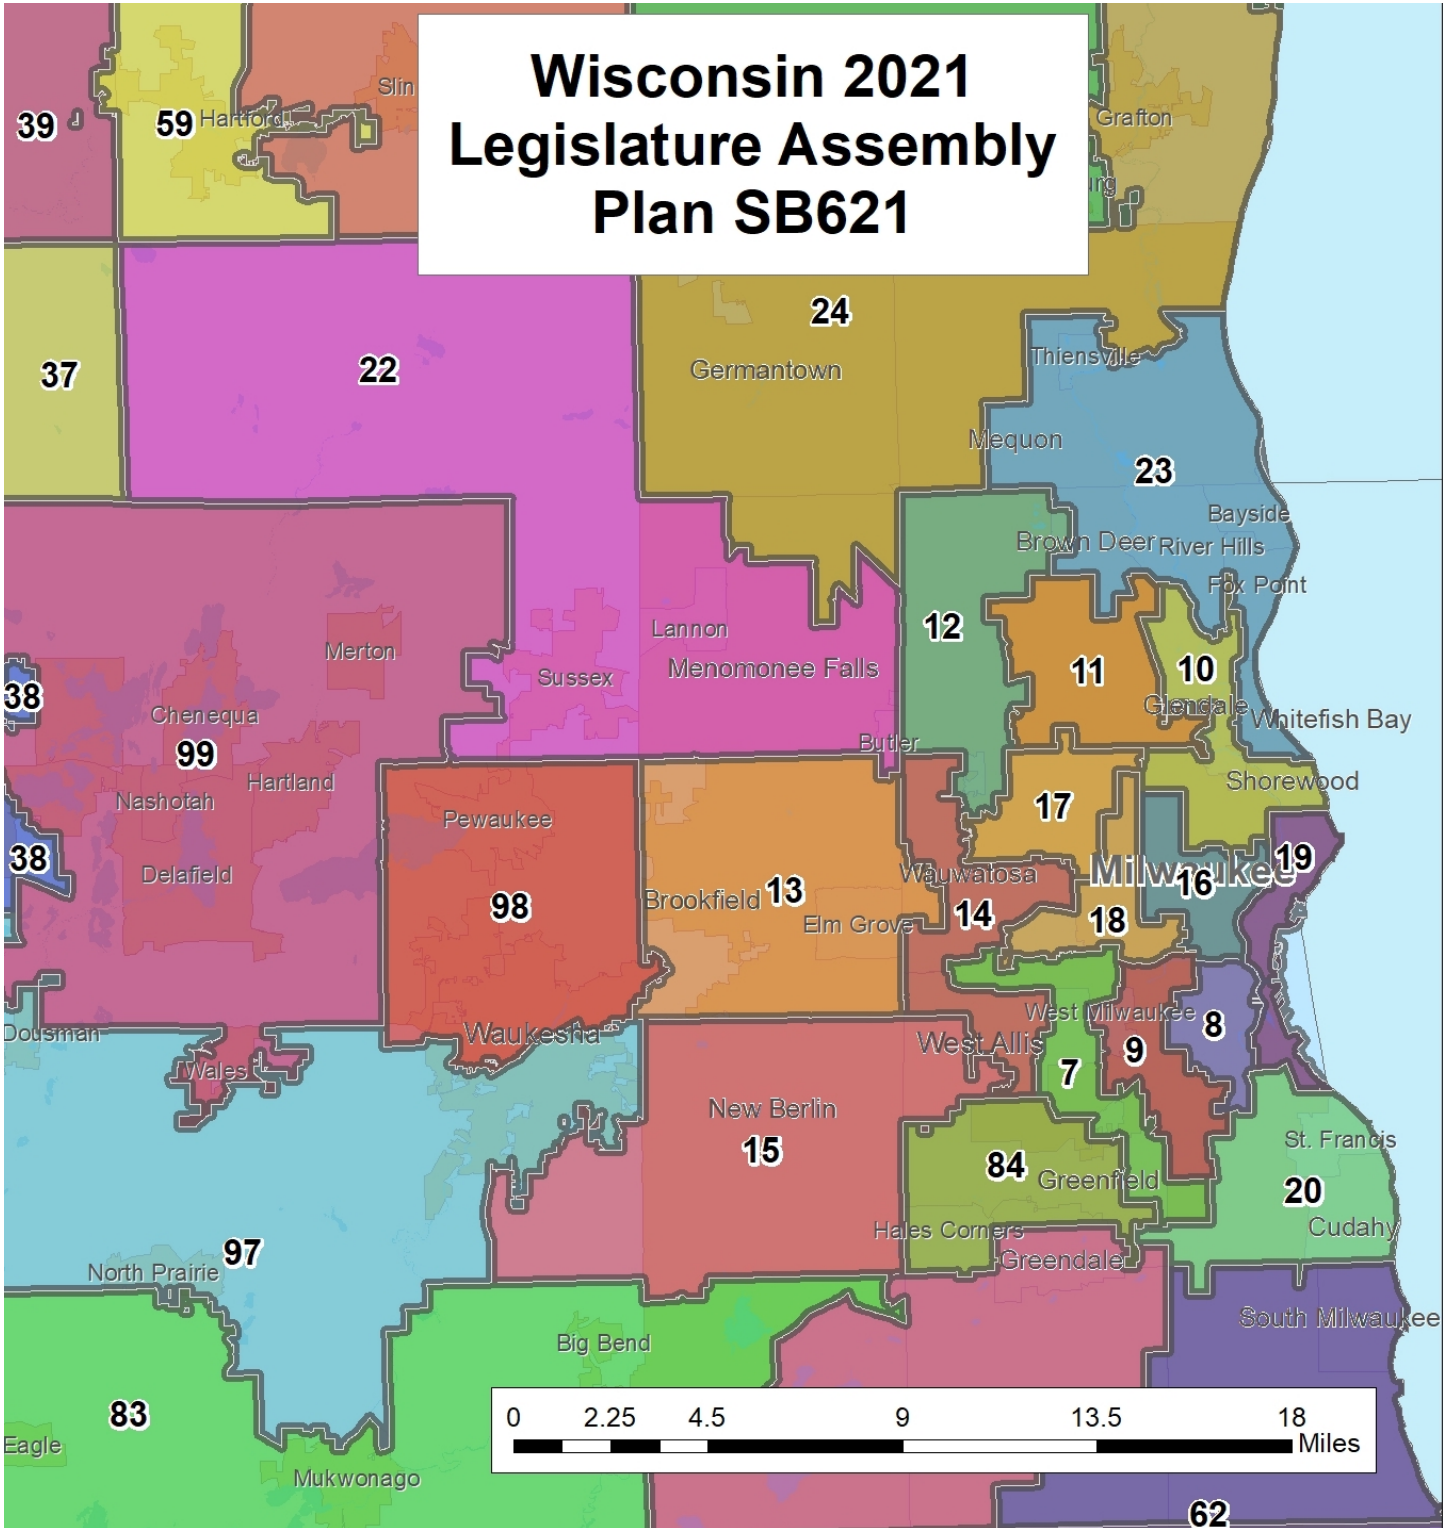 Wisconsin 2021
Legislature Assembly
Plan SB621
Slin
39
59
Hartford
Grafton
urg
24
37
22
Germantown
Thiensville
Mequon
23
Bayside
Brown Deer
River Hills
Fox Point
12
Lannon
Merton
Menomonee Falls
11
10
Sussex
38
Chenequa
Glendale
Whitefish Bay
99
Butler
Hartland
Shorewood
Nashotah
17
Pewaukee
38
19
Delafield
Wauwatosa
Milwaukee
16
98
Brookfield
13
14
18
Elm Grove
Dousman
Waukesha
West Milwaukee
8
West Allis
9
Wales
7
New Berlin
15
St. Francis
84
Greenfield
20
Hales Corners
Cudahy
97
Greendale
North Prairie
South Milwaukee
Big Bend
83
0 2.25 4.5 9 13.5 18
Miles
Eagle
Mukwonago
62